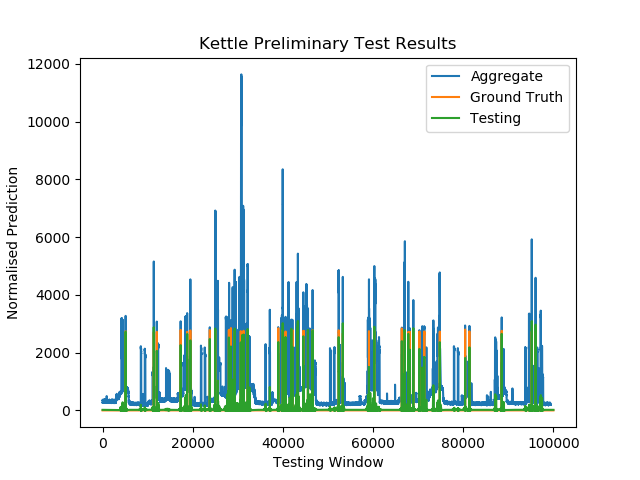 Kettle Preliminary Test Results
Aggregate
Ground Truth
Testing
Normalised Prediction
12000
10000
8000
6000
4000
2000
0
0 20000 40000 60000 80000 100000
Testing Window